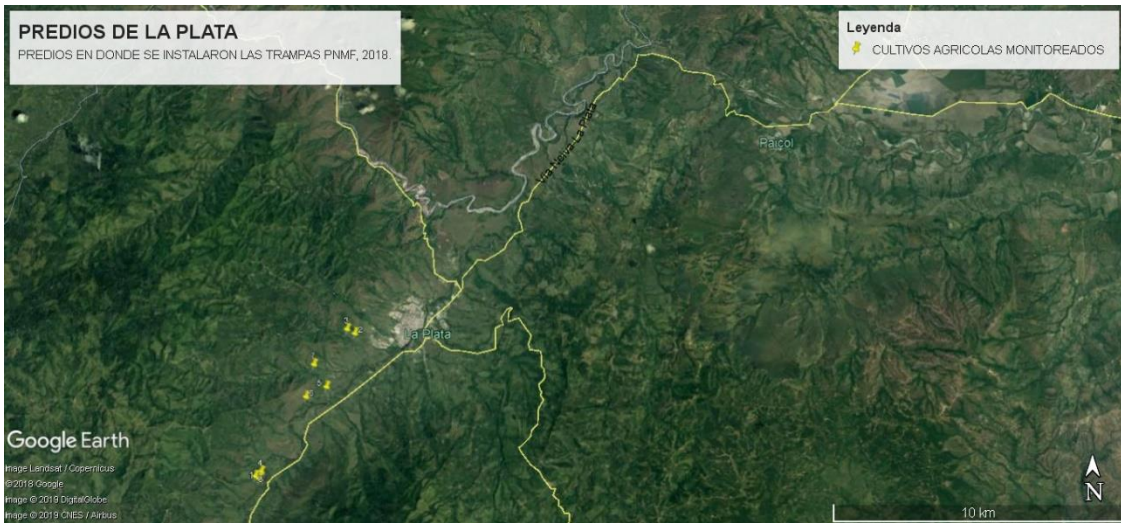 PREDIOS DE LA PLATA
PREDIOS EN DONDE SE INSTALARON LAS TRAMPAS PNMF, 2018.
Leyenda
CULTIVOS AGRICOLAS MONITOREADOS
Paicol
La Plata
Google Earth
Image Landsat / Copernicus
©2018 Google
Image © 2019 DigitalGlobe
Image © 2019 CNES / Airbus
N
10 km